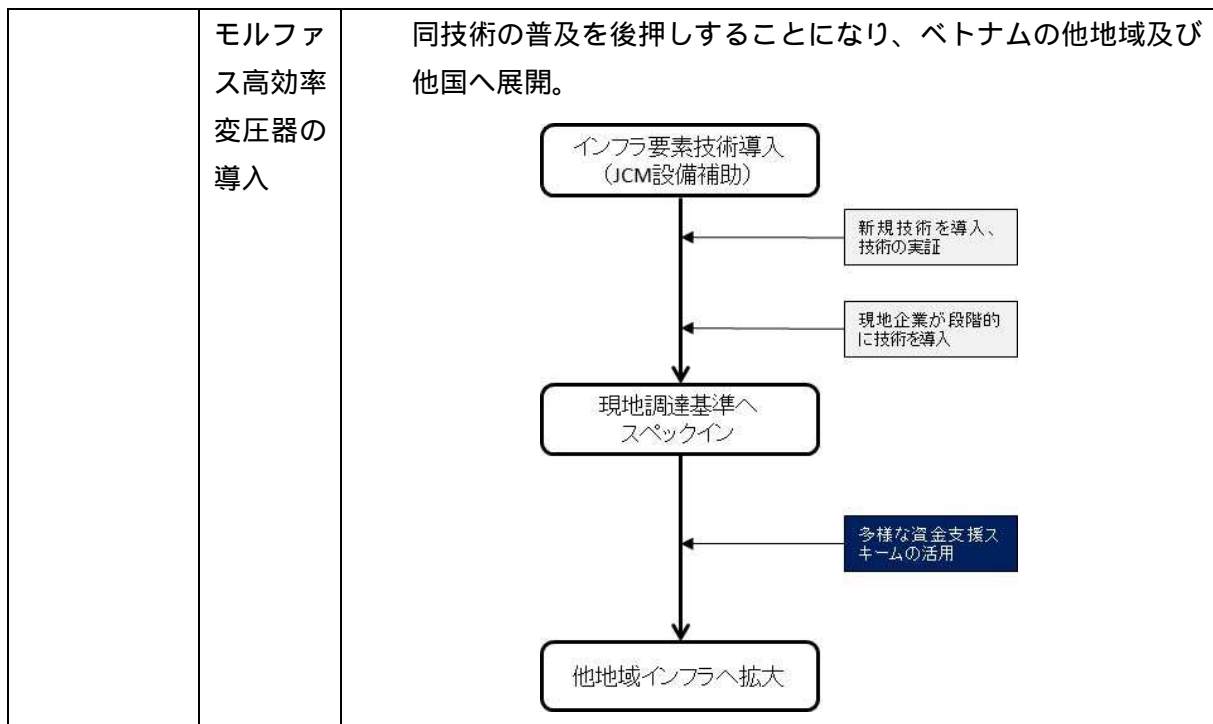 モルファ
ス高効率
変圧器の
導入
同技術の普及を後押しすることになり、ベトナムの他地域及び
他国へ展開。
インフラ要素技術導入
（JCM設備補助）
新規技術を導入、
技術の実証
現地企業が段階的
に技術を導入
現地調達基準へ
スペックイン
多様な資金支援ス
キームの活用
他地域インフラへ拡大